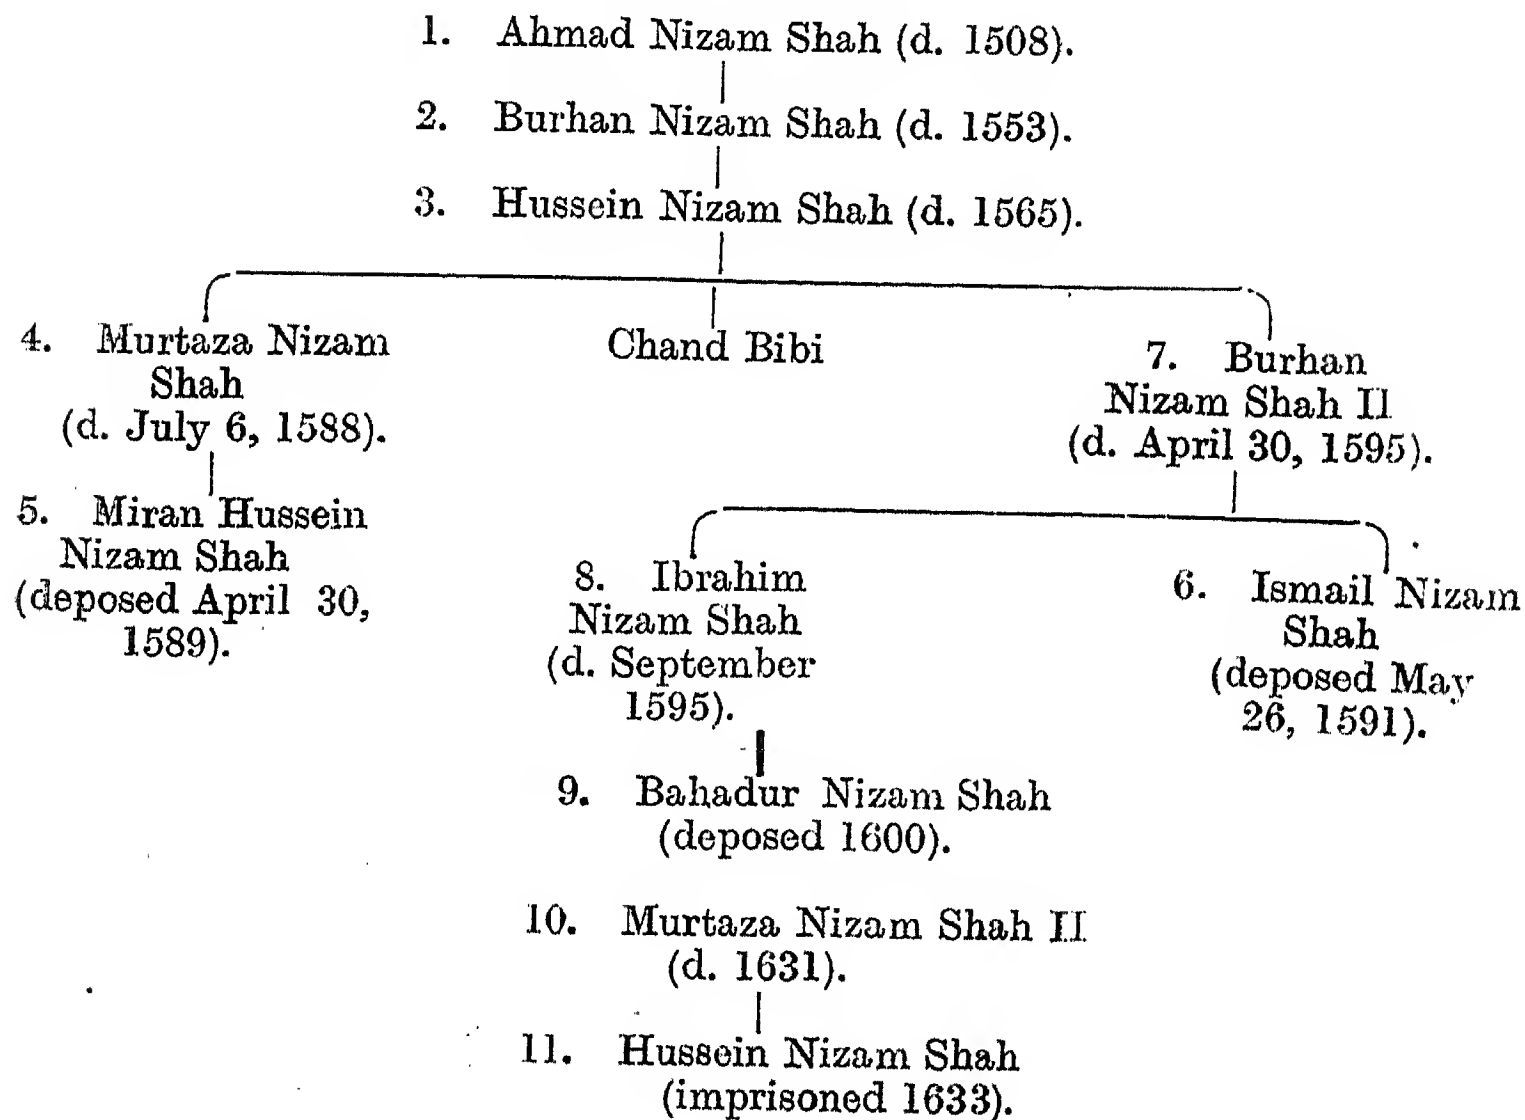 1. Ahmad Nizam Shah (d. 1508).
2. Burhan Nizam Shah (d. 1553).
3. Hussein Nizam Shah (d. 1565).
4. Murtaza Nizam
Shah
(d. July 6, 1588).
Chand Bibi
7. Burhan
Nizam Shah II
(d. April 30, 1595).
5. Miran Hussein
Nizam Shah
(deposed April 30,
1589).
8. Ibrahim
Nizam Shah
(d. September
1595).
6. Ismail Nizam
Shah
(deposed May
26, 1591).
9. Bahadur Nizam Shah
(deposed 1600).
10. Murtaza Nizam Shah II
(d. 1631).
11. Hussein Nizam Shah
(imprisoned 1633).